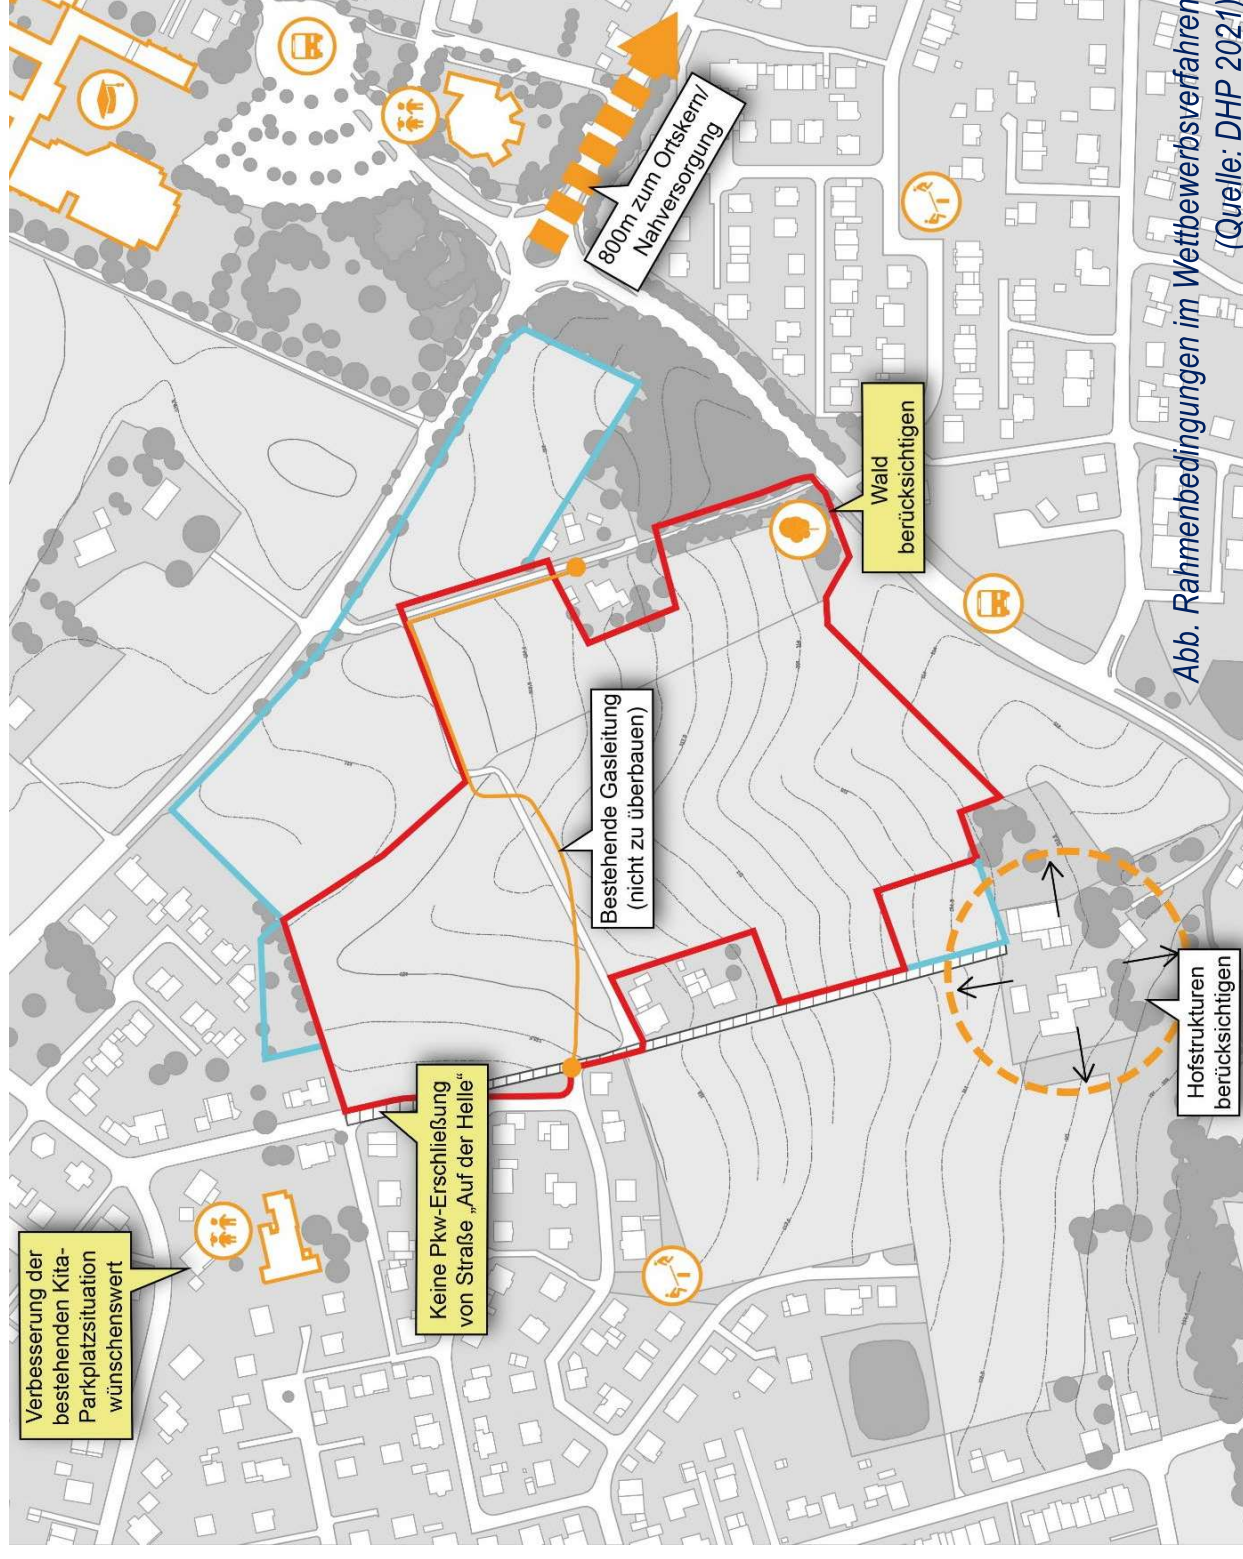 Verbesserung der
bestehenden Kita-
Parkplatzsituation
wünschenswert
Keine Pkw-Erschließung
von Straße „Auf der Helle“
Bestehende Gasleitung
(nicht zu überbauen)
800m zum Ortskern/
Nahversorgung
Wald
berücksichtigen
Hofstrukturen
berücksichtigen
Abb. Rahmenbedingungen im Wettbewerbsverfahren
(Quelle: DHP 2021)